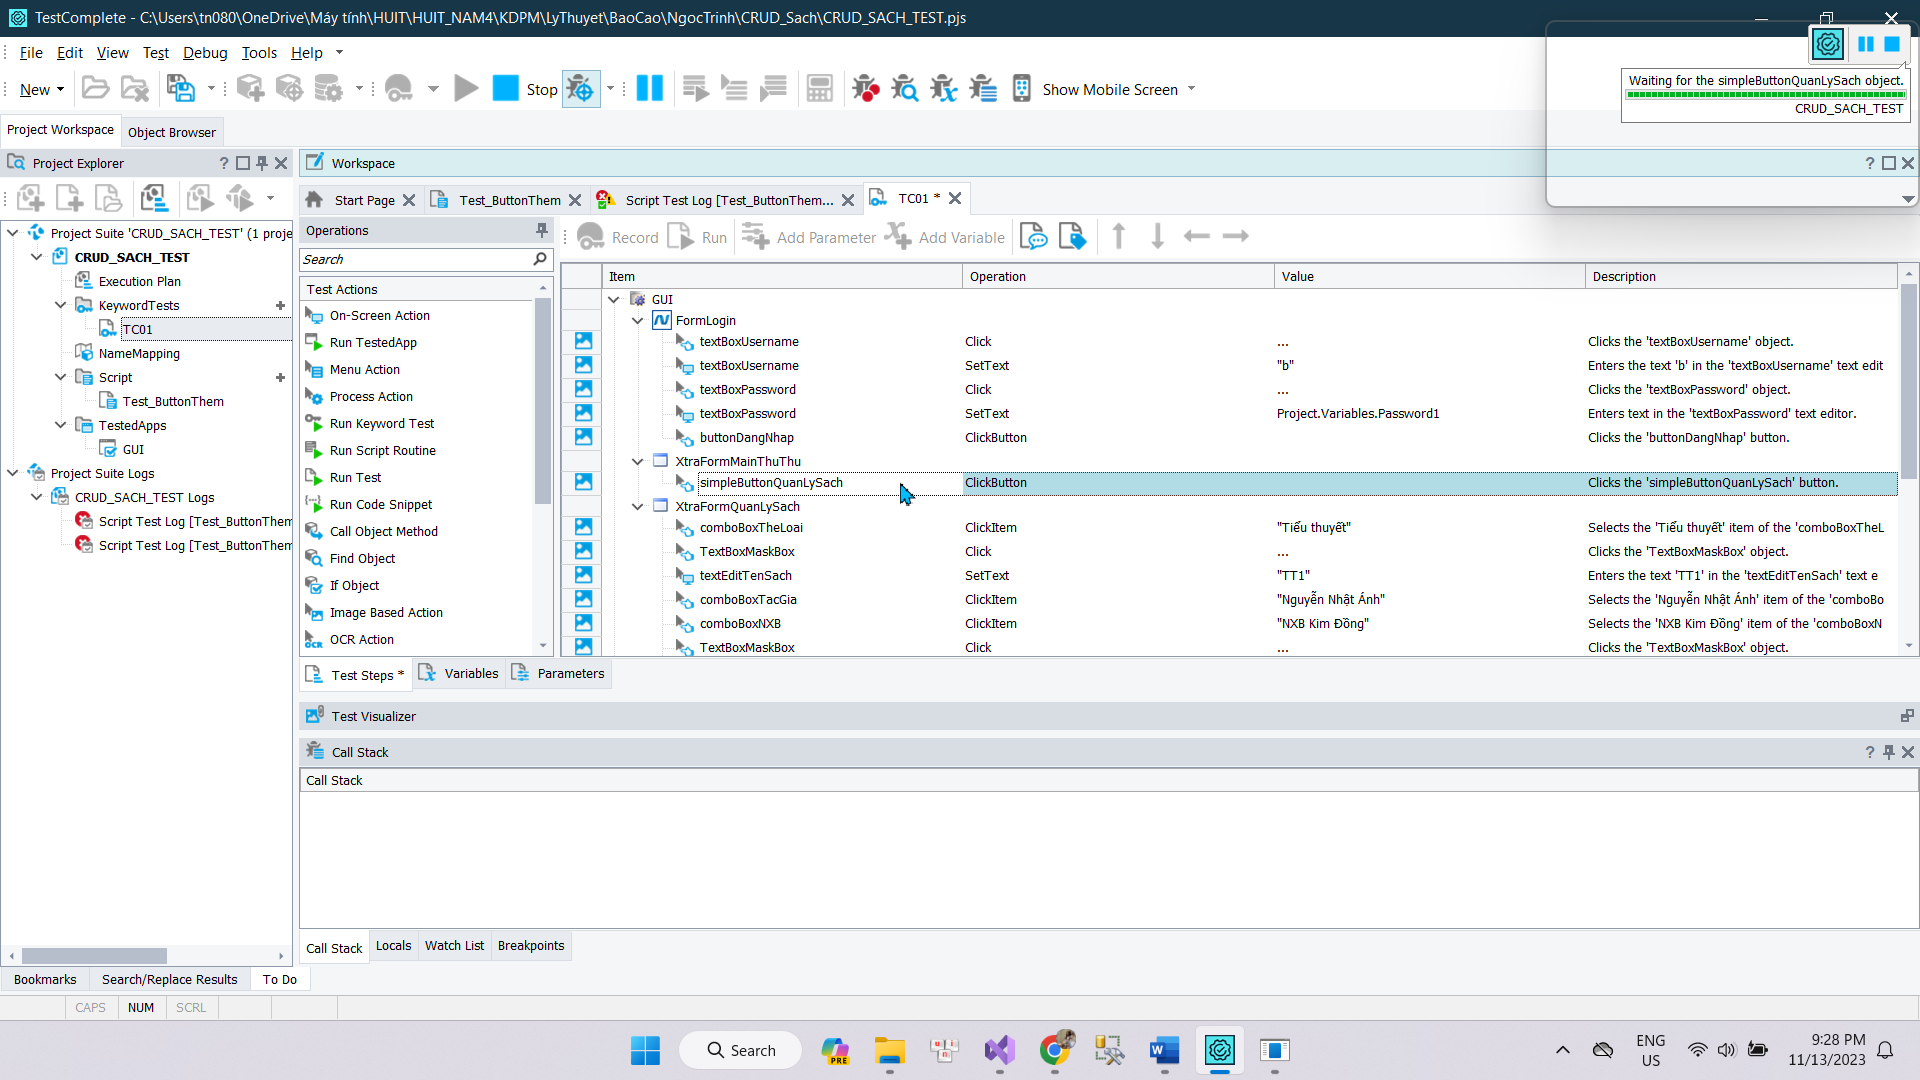 TestComplete - C:\Users\tn080\OneDrive\Máy tính\HUIT\HUIT_NAM4\KDPM\LyThuyet\BaoCao\NgocTrinh\CRUD_Sach\CRUD_SACH_TEST.pjs
File Edit View Test Debug Tools Help
New Stop Show Mobile Screen
Waiting for the simpleButtonQuanLySach object.
CRUD_SACH_TEST
Project Workspace Object Browser
Project Explorer
Workspace
Start Page Test_ButtonThem Script Test Log [Test_ButtonThem... TC01 *
Operations
Record Run Add Parameter Add Variable
Search
Project Suite 'CRUD_SACH_TEST' (1 proje
CRUD_SACH_TEST
Execution Plan
KeywordTests
TC01
NameMapping
Script
Test_ButtonThem
TestedApps
GUI
Project Suite Logs
CRUD_SACH_TEST Logs
Script Test Log [Test_ButtonThem
Script Test Log [Test_ButtonThem
Test Actions
On-Screen Action
Run TestedApp
Menu Action
Process Action
Run Keyword Test
Run Script Routine
Run Test
Run Code Snippet
Call Object Method
Find Object
If Object
Image Based Action
OCR Action
Item Operation Value Description
GUI
FormLogin
textBoxUsername Click ... Clicks the 'textBoxUsername' object.
textBoxUsername SetText "b" Enters the text 'b' in the 'textBoxUsername' text edit
textBoxPassword Click ... Clicks the 'textBoxPassword' object.
textBoxPassword SetText Project.Variables.Password1 Enters text in the 'textBoxPassword' text editor.
buttonDangNhap ClickButton Clicks the 'buttonDangNhap' button.
XtraFormMainThuThu
simpleButtonQuanLySach ClickButton Clicks the 'simpleButtonQuanLySach' button.
XtraFormQuanLySach
comboBoxTheLoai ClickItem "Tiểu thuyết" Selects the 'Tiểu thuyết' item of the 'comboBoxTheL
TextBoxMaskBox Click ... Clicks the 'TextBoxMaskBox' object.
textEditTenSach SetText "TT1" Enters the text 'TT1' in the 'textEditTenSach' text e
comboBoxTacGia ClickItem "Nguyễn Nhật Ánh" Selects the 'Nguyễn Nhật Ánh' item of the 'comboBo
comboBoxNXB ClickItem "NXB Kim Đồng" Selects the 'NXB Kim Đồng' item of the 'comboBoxN
TextBoxMaskBox Click ... Clicks the 'TextBoxMaskBox' object.
Test Steps * Variables Parameters
Test Visualizer
Call Stack
Call Stack
Call Stack Locals Watch List Breakpoints
Bookmarks Search/Replace Results To Do
CAPS NUM SCRL
Search
PRE
ENG
US
9:28 PM
11/13/2023